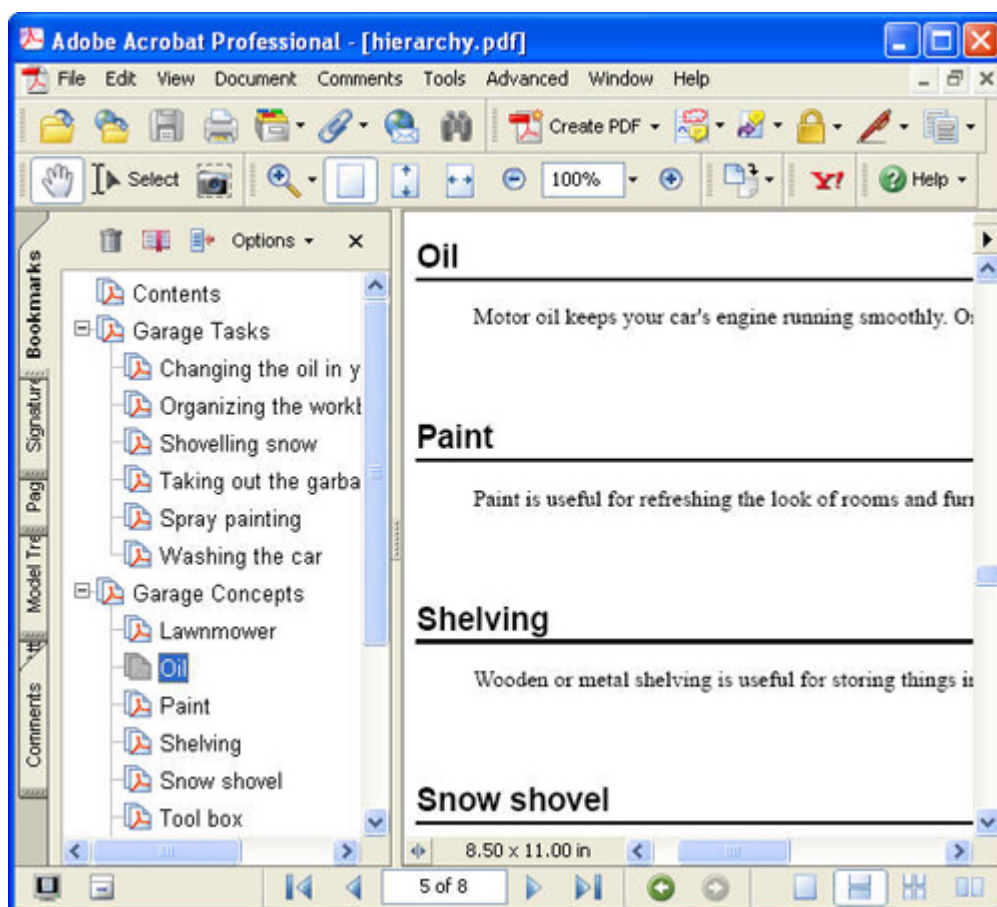 Adobe Acrobat Professional - [hierarchy.pdf]
File Edit View Document Comments Tools Advanced Window Help
Create PDF
Select 100% Y! Help
Bookmarks
Signature
Pag
Model Tre
Comments
Options
Contents
Garage Tasks
Changing the oil in y
Organizing the work
Shovelling snow
Taking out the garba
Spray painting
Washing the car
Garage Concepts
Lawnmower
Oil
Paint
Shelving
Snow shovel
Tool box
Oil
Motor oil keeps your car's engine running smoothly. O
Paint
Paint is useful for refreshing the look of rooms and fur
Shelving
Wooden or metal shelving is useful for storing things i
Snow shovel
8.50 x 11.00 in
5 of 8